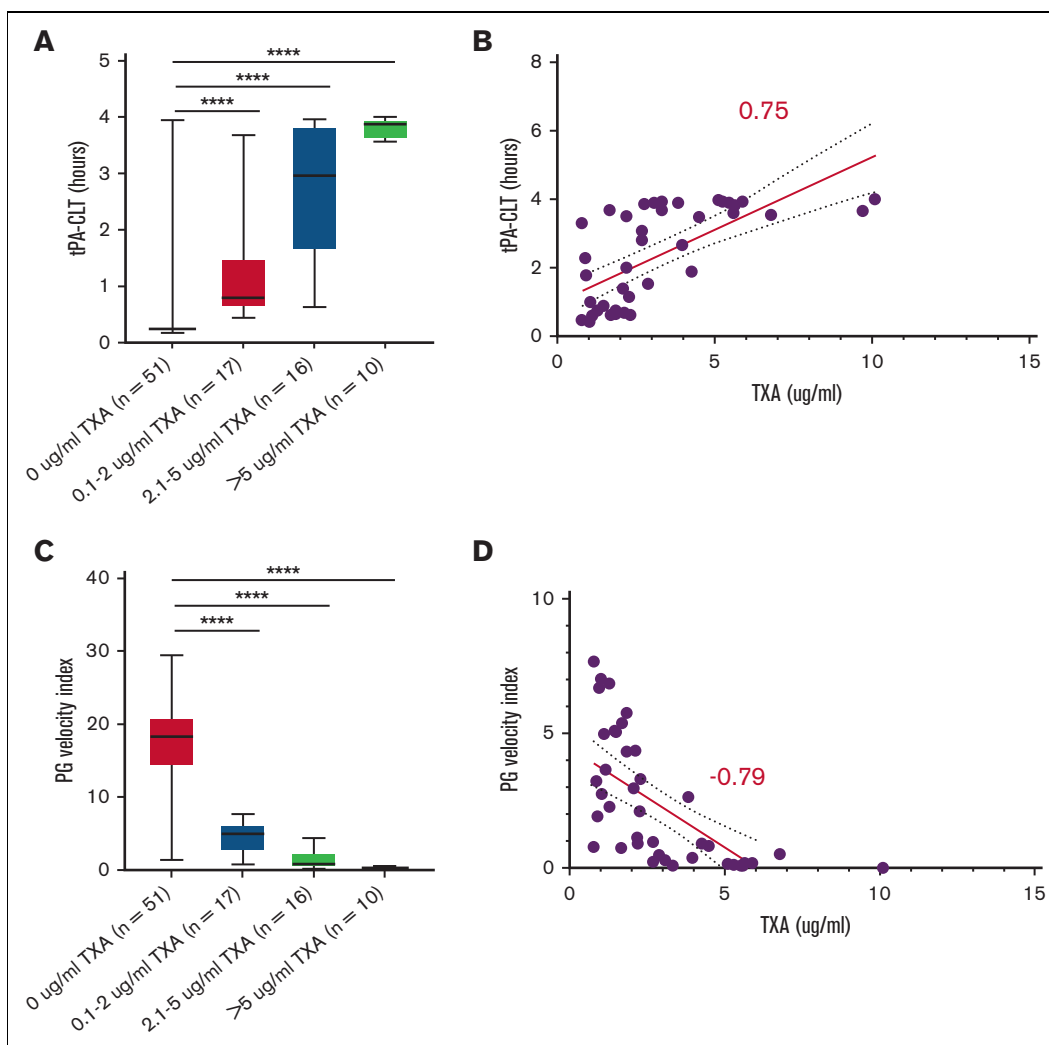 A
tPA-CLT (hours)
5
4
3
2
1
0
****
****
****
0 ug/ml TXA (n = 51)
0.1-2 ug/ml TXA (n = 17)
2.1-5 ug/ml TXA (n = 16)
>5 ug/ml TXA (n = 10)
B
tPA-CLT (hours)
8
6
4
2
0
0.75
0 5 10 15
TXA (ug/ml)
C
PG velocity index
40
30
20
10
0
****
****
****
0 ug/ml TXA (n = 51)
0.1-2 ug/ml TXA (n = 17)
2.1-5 ug/ml TXA (n = 16)
>5 ug/ml TXA (n = 10)
D
PG velocity index
10
5
0
-0.79
0 5 10 15
TXA (ug/ml)